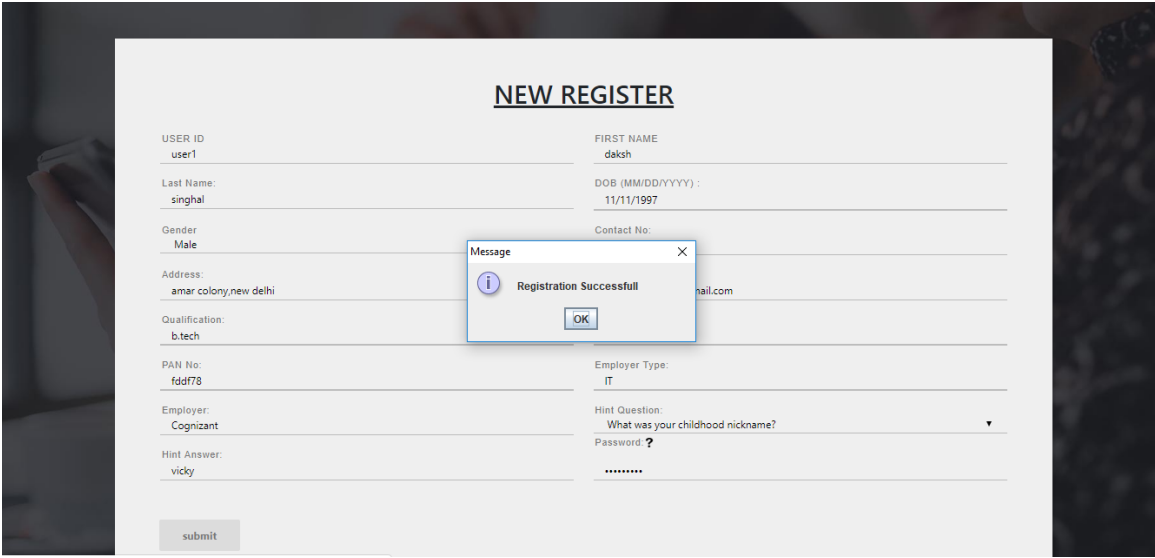 NEW REGISTER
USER ID
user1
FIRST NAME
daksh
Last Name:
singhal
DOB (MM/DD/YYYY) :
11/11/1997
Gender
Male
Contact No:
Address:
amar colony,new delhi
ail.com
Message
i
Registration Successfull
OK
Qualification:
b.tech
PAN No:
fddf78
Employer Type:
IT
Employer:
Cognizant
Hint Question:
What was your childhood nickname?
Hint Answer:
vicky
Password:?
•••••••••
submit